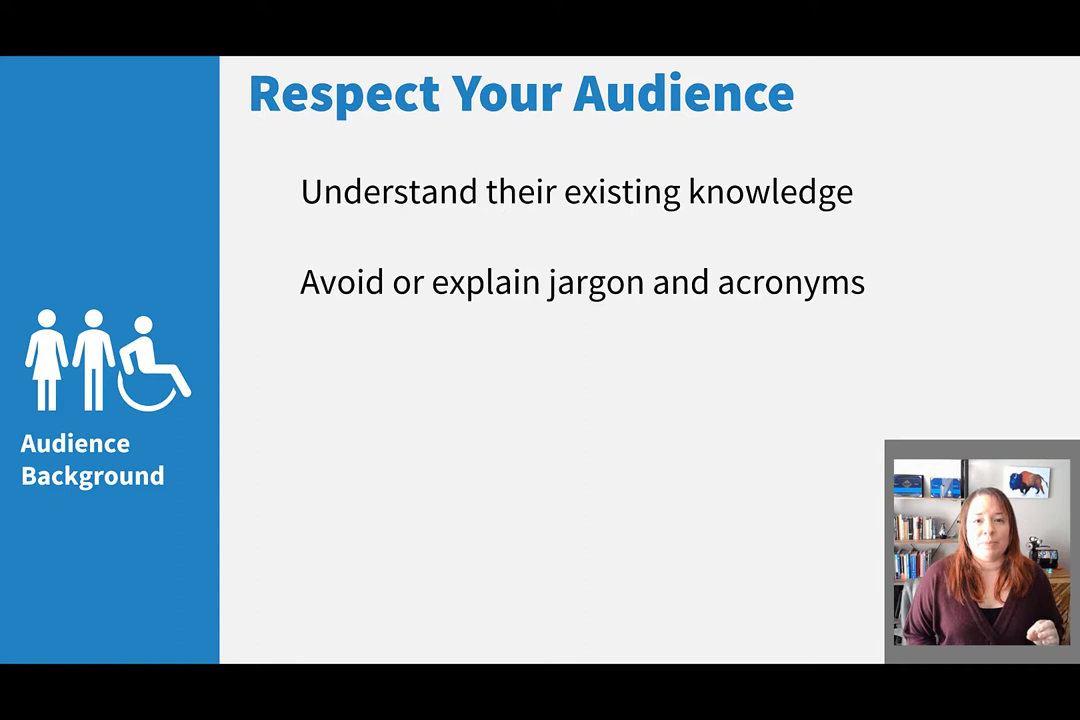 Respect Your Audience
Understand their existing knowledge
Avoid or explain jargon and acronyms
Audience
Background